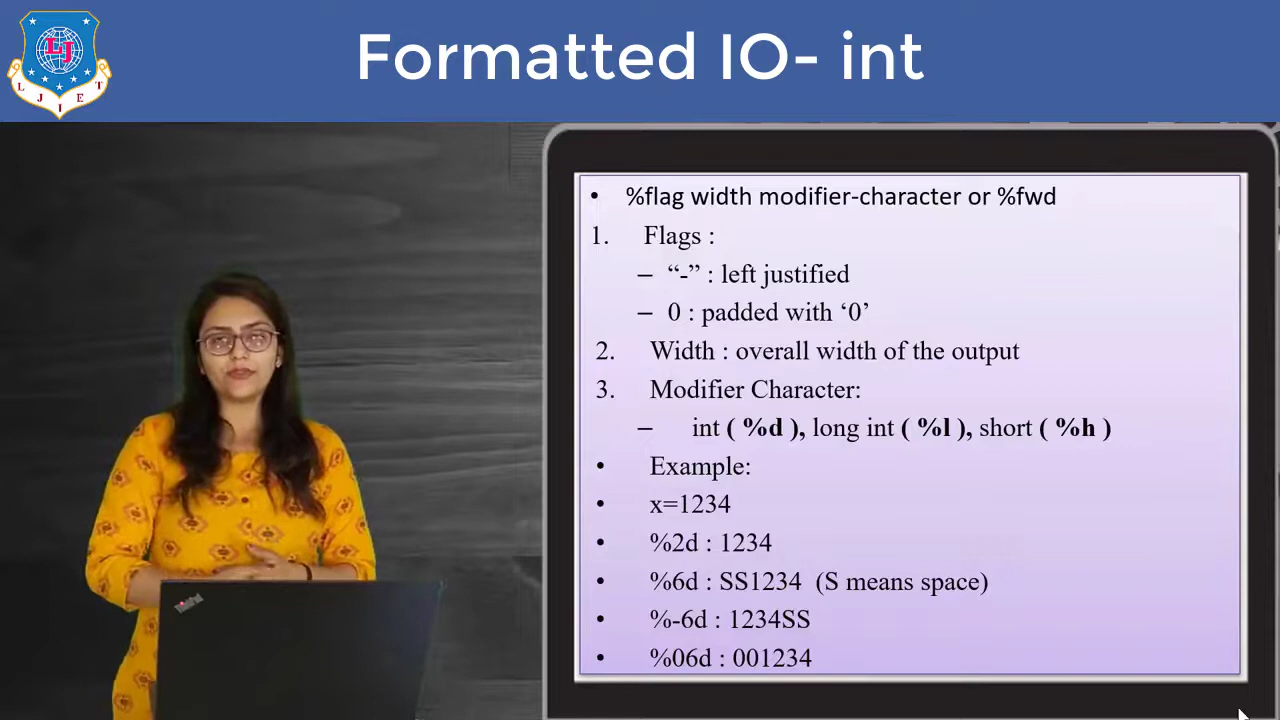 Formatted IO- int
LJ
L J I E T
• %flag width modifier-character or %fwd
1. Flags :
– “-” : left justified
– 0 : padded with ‘0’
2. Width : overall width of the output
3. Modifier Character:
– int ( %d ), long int ( %l ), short ( %h )
• Example:
• x=1234
• %2d : 1234
• %6d : SS1234 (S means space)
• %-6d : 1234SS
• %06d : 001234